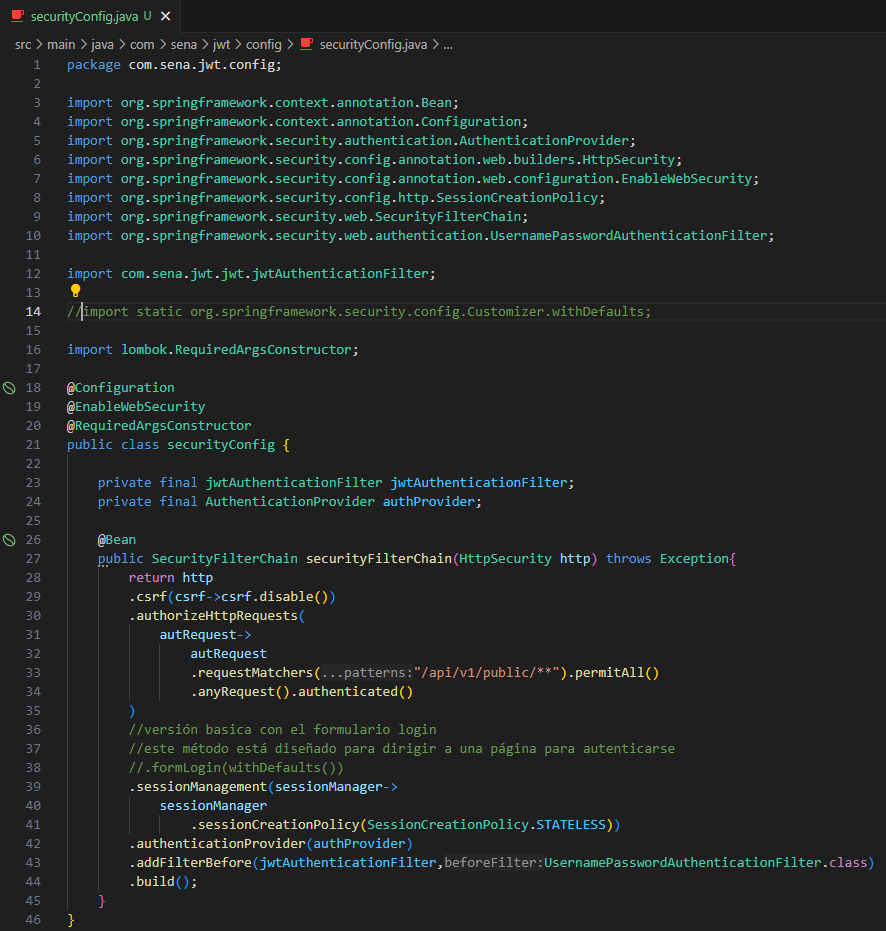 securityConfig.java U ×
src > main > java > com > sena > jwt > config > securityConfig.java > ...
1 package com.sena.jwt.config;
2
3 import org.springframework.context.annotation.Bean;
4 import org.springframework.context.annotation.Configuration;
5 import org.springframework.security.authentication.AuthenticationProvider;
6 import org.springframework.security.config.annotation.web.builders.HttpSecurity;
7 import org.springframework.security.config.annotation.web.configuration.EnableWebSecurity;
8 import org.springframework.security.config.http.SessionCreationPolicy;
9 import org.springframework.security.web.SecurityFilterChain;
10 import org.springframework.security.web.authentication.UsernamePasswordAuthenticationFilter;
11
12 import com.sena.jwt.jwt.jwtAuthenticationFilter;
13
14 //import static org.springframework.security.config.Customizer.withDefaults;
15
16 import lombok.RequiredArgsConstructor;
17
18 @Configuration
19 @EnableWebSecurity
20 @RequiredArgsConstructor
21 public class securityConfig {
22
23     private final jwtAuthenticationFilter jwtAuthenticationFilter;
24     private final AuthenticationProvider authProvider;
25
26     @Bean
27     public SecurityFilterChain securityFilterChain(HttpSecurity http) throws Exception{
28         return http
29         .csrf(csrf->csrf.disable())
30         .authorizeHttpRequests(
31             autRequest->
32                 autRequest
33                 .requestMatchers(...patterns:"/api/v1/public/**").permitAll()
34                 .anyRequest().authenticated()
35         )
36         //versión basica con el formulario login
37         //este método está diseñado para dirigir a una página para autenticarse
38         //.formLogin(withDefaults())
39         .sessionManagement(sessionManager->
40             sessionManager
41                 .sessionCreationPolicy(SessionCreationPolicy.STATELESS))
42         .authenticationProvider(authProvider)
43         .addFilterBefore(jwtAuthenticationFilter,beforeFilter:UsernamePasswordAuthenticationFilter.class)
44         .build();
45     }
46 }